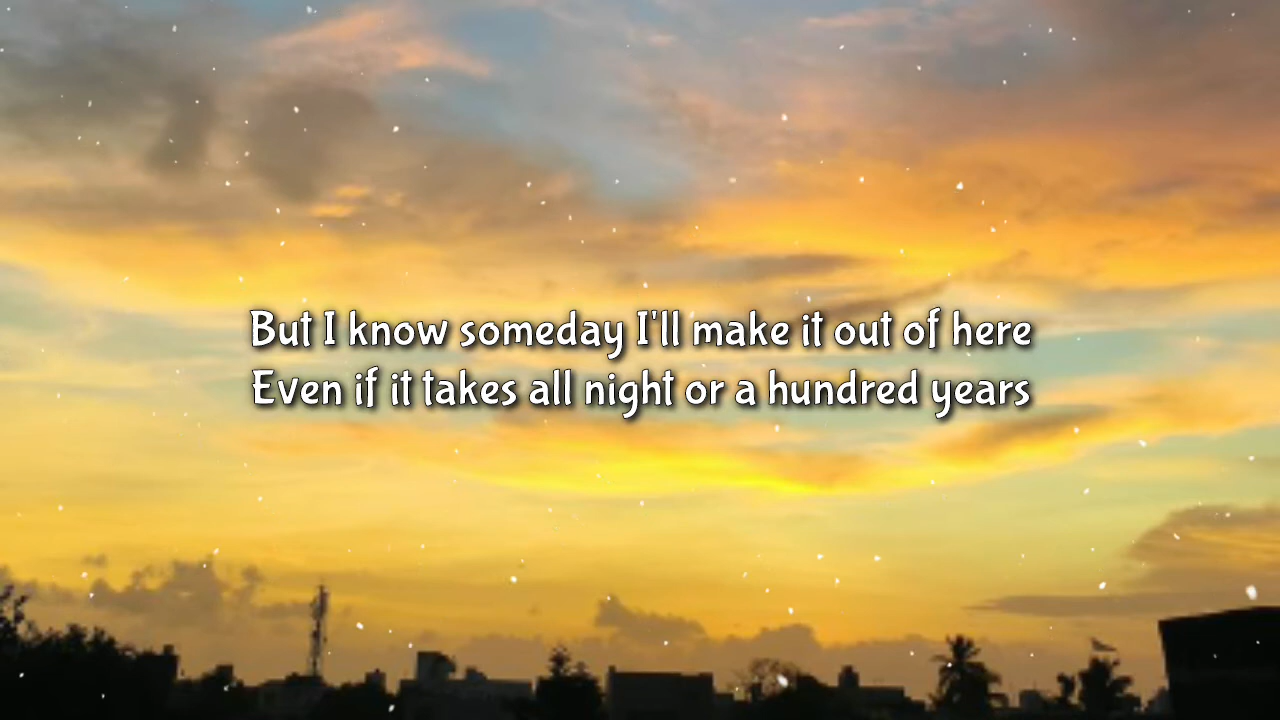 But I know someday I'll make it out of here
Even if it takes all night or a hundred years